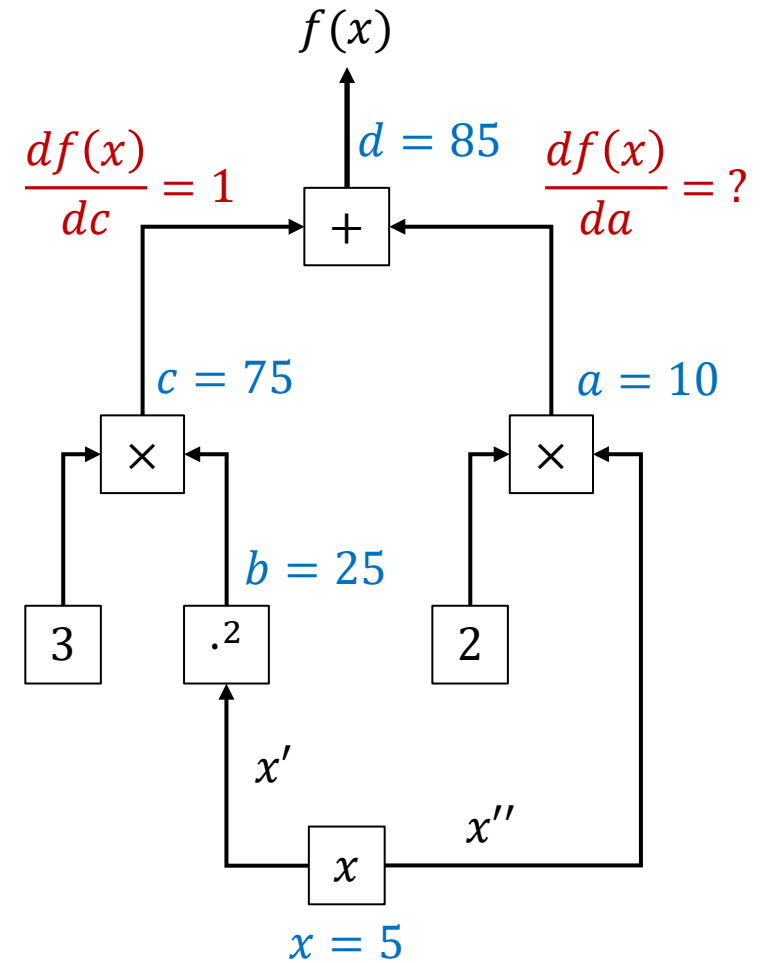 f(x)
d = 85
df(x)/dc = 1
df(x)/da = ?
+
c = 75
a = 10
×
×
b = 25
3
.²
2
x′
x′′
x
x = 5